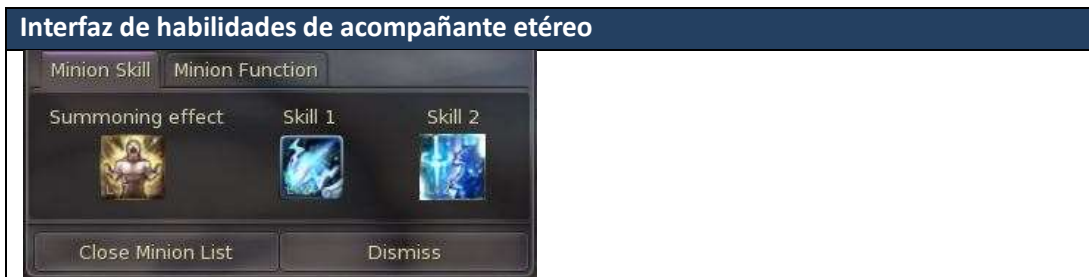 Interfaz de habilidades de acompañante etéreo
Minion Skill Minion Function
Summoning effect Skill 1 Skill 2
Close Minion List Dismiss